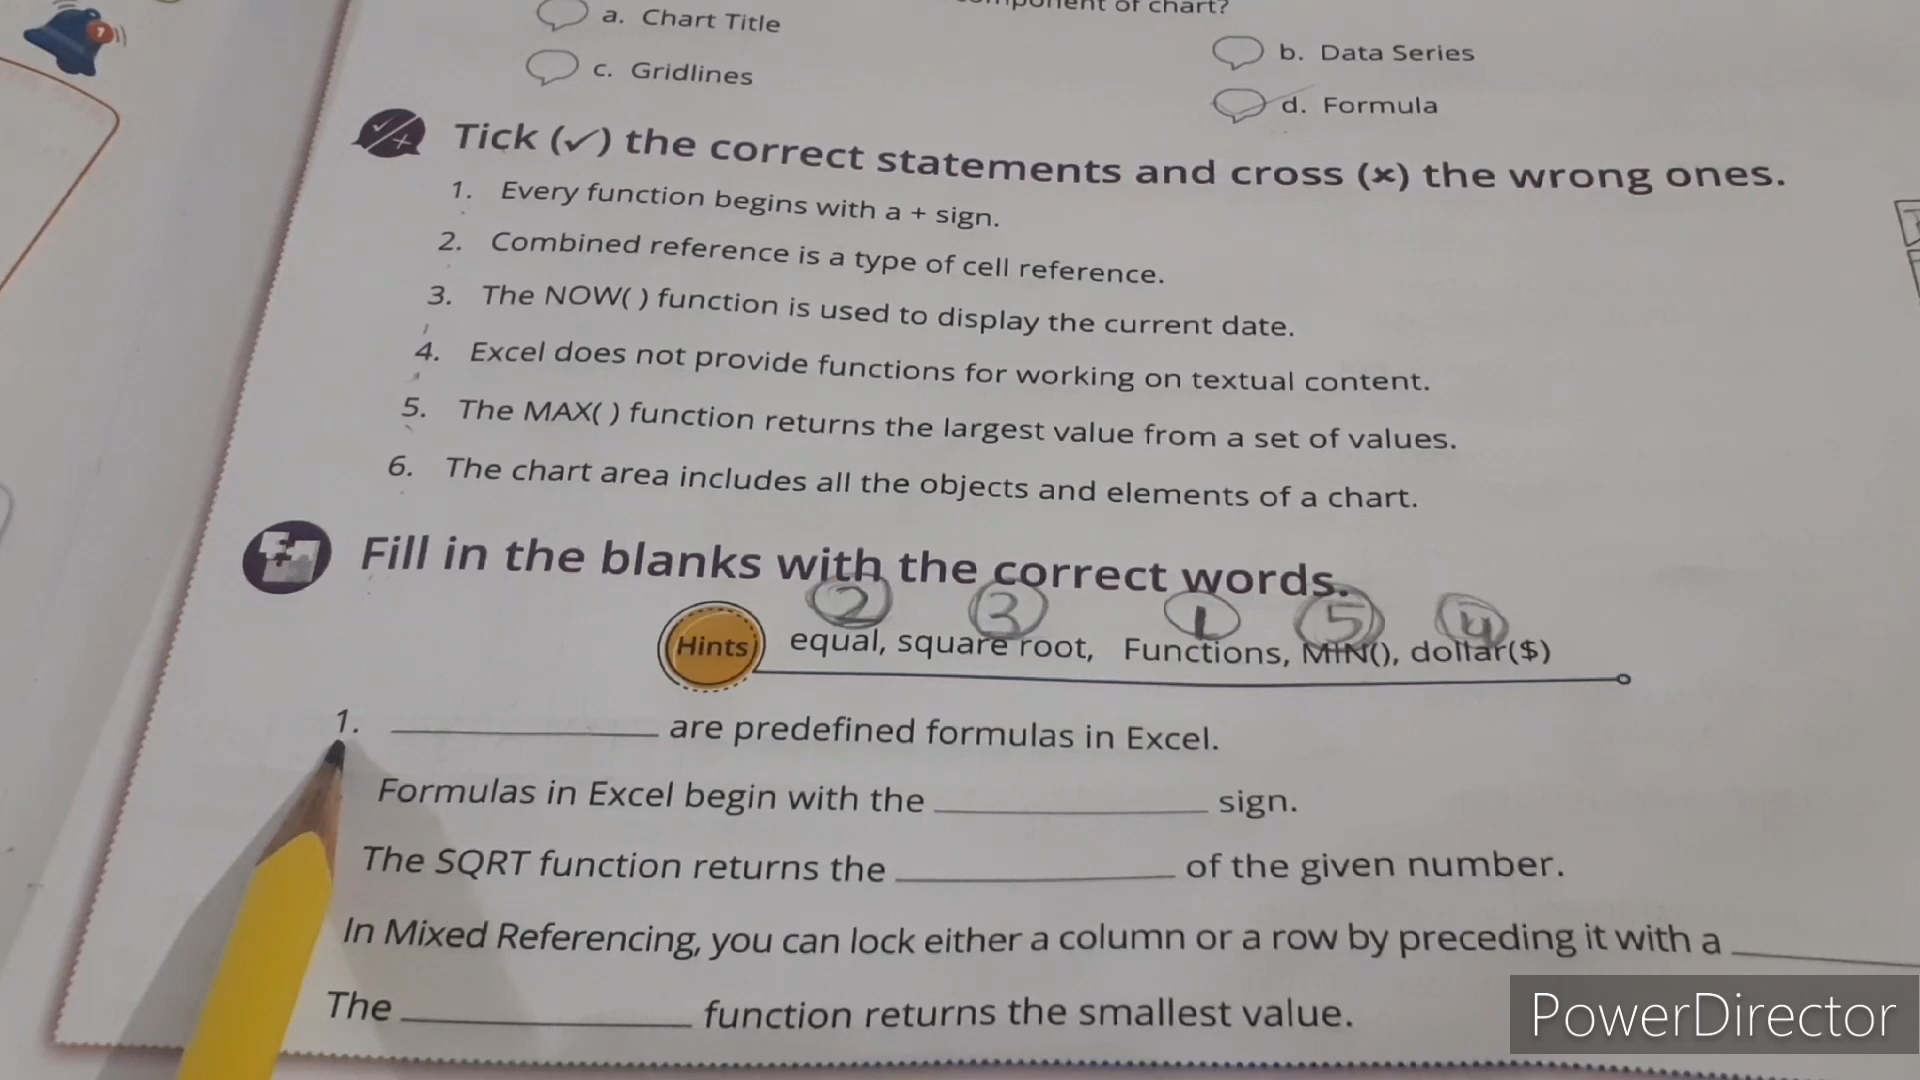 of chart?
a. Chart Title
b. Data Series
c. Gridlines
d. Formula
Tick (✓) the correct statements and cross (×) the wrong ones.
1. Every function begins with a + sign.
2. Combined reference is a type of cell reference.
3. The NOW( ) function is used to display the current date.
4. Excel does not provide functions for working on textual content.
5. The MAX( ) function returns the largest value from a set of values.
6. The chart area includes all the objects and elements of a chart.
Fill in the blanks with the correct words.
2 3 1 5 4
Hints equal, square root, Functions, MIN(), dollar($)
1. ____________ are predefined formulas in Excel.
Formulas in Excel begin with the ____________ sign.
The SQRT function returns the ____________ of the given number.
In Mixed Referencing, you can lock either a column or a row by preceding it with a ____________
The ____________ function returns the smallest value.
PowerDirector